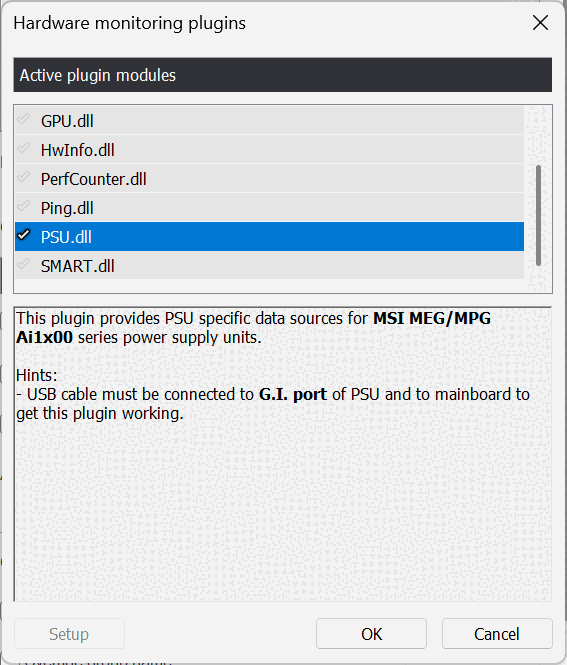 Hardware monitoring plugins
Active plugin modules
GPU.dll
HwInfo.dll
PerfCounter.dll
Ping.dll
PSU.dll
SMART.dll
This plugin provides PSU specific data sources for MSI MEG/MPG
Ai1x00 series power supply units.
Hints:
- USB cable must be connected to G.I. port of PSU and to mainboard to
get this plugin working.
Setup
OK
Cancel